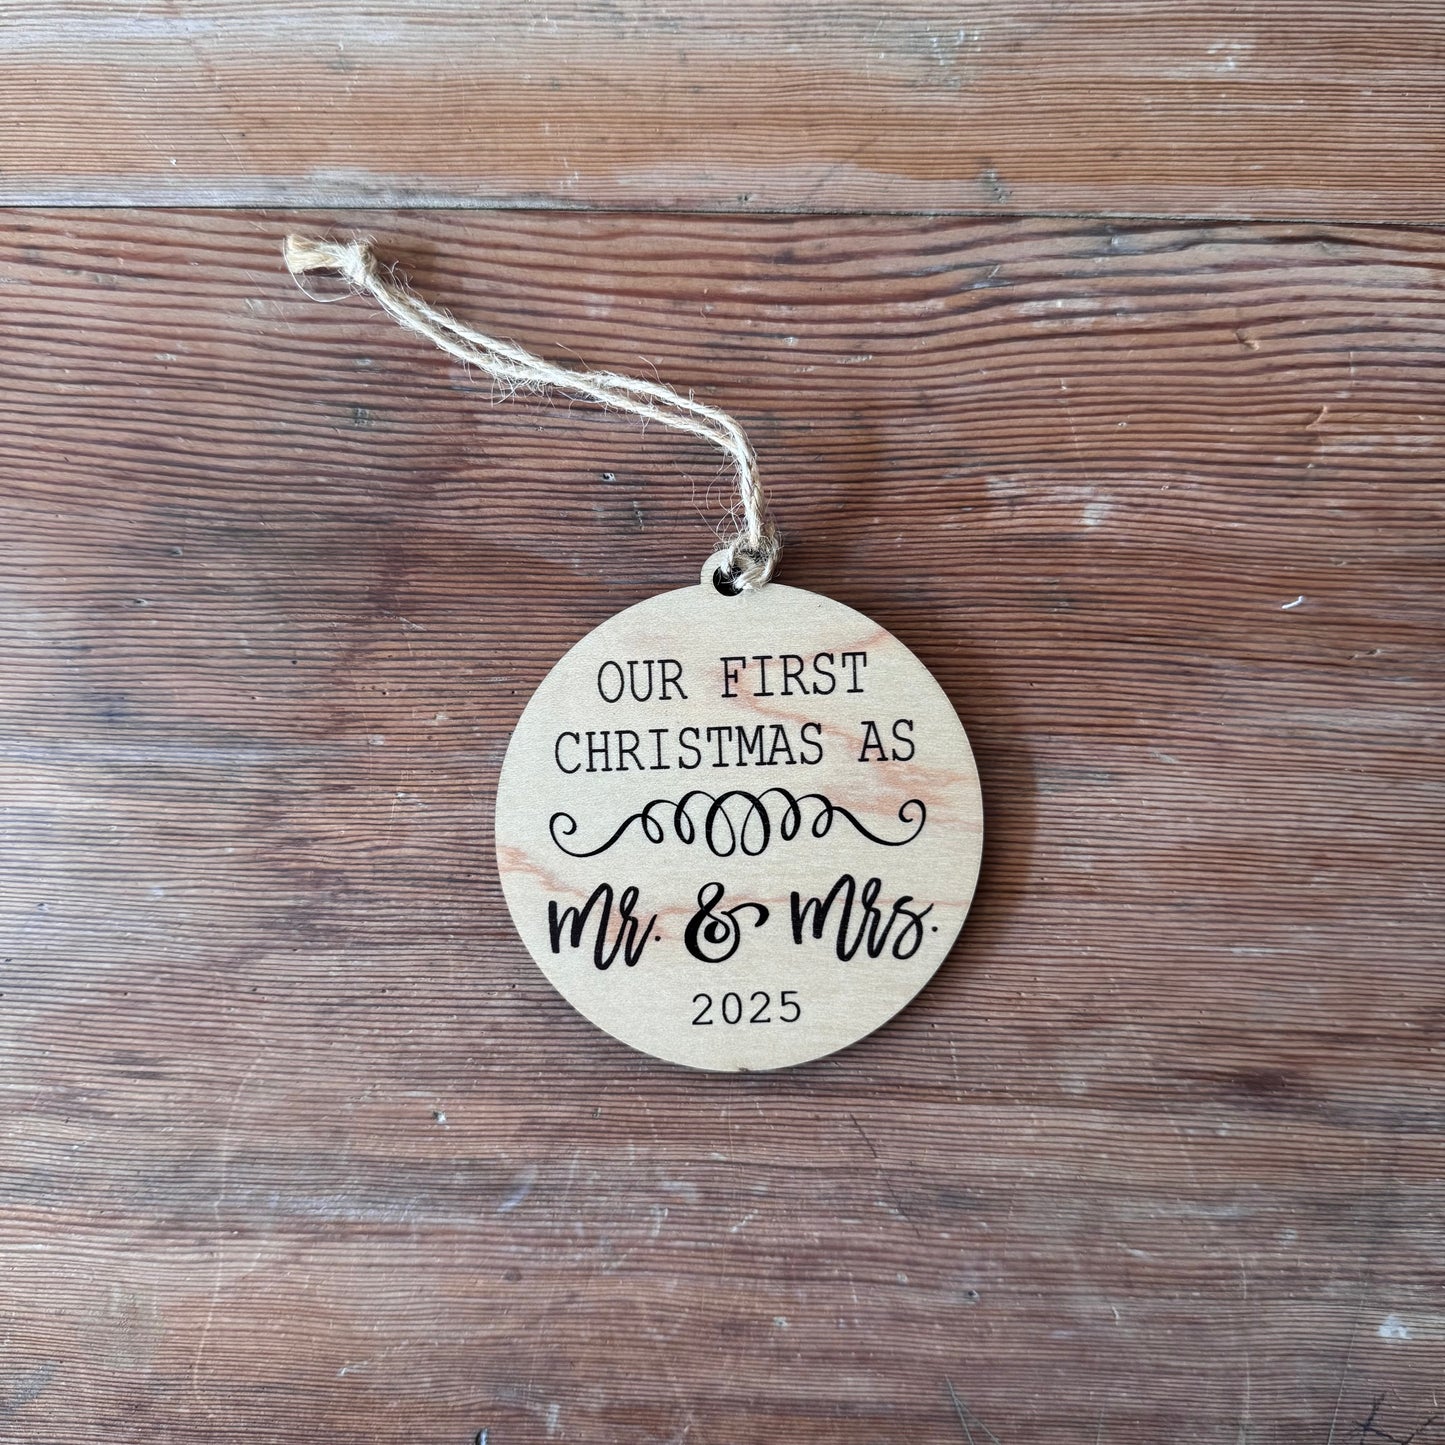 OUR FIRST
CHRISTMAS AS
Mr. & Mrs.
2025